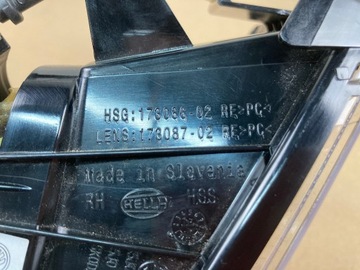 HSG:178086-02 RE>PC<
LENS:178087-02 RE>PC<
Made in Slovenia
RH HELLA HSS